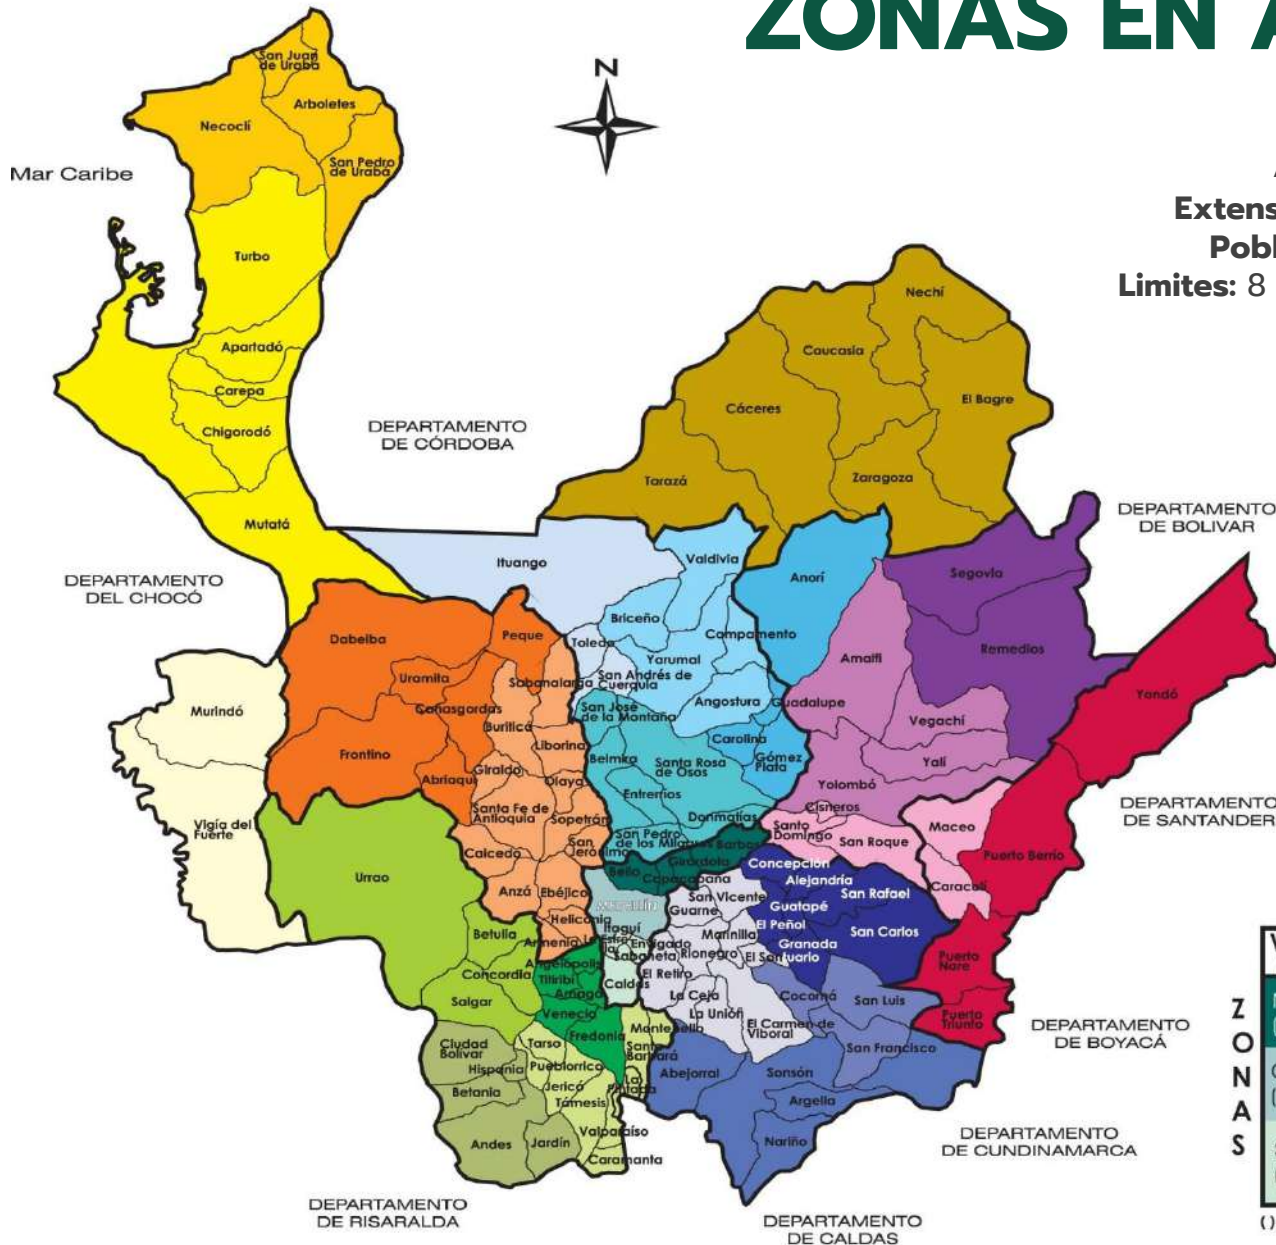 ZONAS EN A
N
Mar Caribe
Extens
Pobl
Limites: 8
San Juan
de Urabá
Arboletes
Necoclí
San Pedro
de Urabá
Turbo
Apartadó
Carepa
Chigorodó
Mutatá
DEPARTAMENTO
DE CÓRDOBA
DEPARTAMENTO
DEL CHOCÓ
Nechí
Caucasia
Cáceres
El Bagre
Tarazá
Zaragoza
DEPARTAMENTO
DE BOLIVAR
Ituango
Valdivia
Anorí
Segovia
Briceño
Toledo
Campamento
Yarumal
San Andrés de
Cuerquia
Angostura
Guadalupe
Amalfi
Remedios
Vegachí
Yalí
Yolombó
Yondó
Dabeiba
Peque
Uramita
Sabanalarga
Cañasgordas
Buriticá
Frontino
Abriaquí
Giraldo
Liborina
Olaya
Santa Fe de
Antioquia
Sopetrán
San
Jerónimo
Caicedo
Anzá
Ebéjico
Heliconia
Armenia
San José
de la Montaña
Carolina
Belmira
Santa Rosa
de Osos
Gómez
Plata
Entrerrios
Donmatías
San Pedro
de los Milagros
Cisneros
Santo
Domingo
San Roque
Maceo
Caracolí
Puerto Berrío
DEPARTAMENTO
DE SANTANDER
Murindó
Vigía del
Fuerte
Urrao
Betulia
Concordia
Salgar
Barbos
Girardota
Bello
Copacabana
Medellín
Itagüí
Envigado
Sabaneta
Caldas
Concepción
Alejandría
San Rafael
Guatapé
El Peñol
San Carlos
Granada
San Vicente
Guarne
Marinilla
Rionegro
El Santuario
El Retiro
La Ceja
La Unión
El Carmen de
Viboral
Cocorná
San Luis
San Francisco
Puerto
Nare
Puerto
Triunfo
Angelópolis
Titiribí
Amagá
Venecia
Fredonia
Montebello
Santa
Bárbará
La
Pintada
Tarso
Pueblorrico
Jericó
Támesis
Valparaíso
Caramanta
Ciudad
Bolivar
Hispania
Betania
Andes
Jardín
Abejorral
Sonsón
Argelia
Nariño
DEPARTAMENTO
DE BOYACÁ
DEPARTAMENTO
DE CUNDINAMARCA
DEPARTAMENTO
DE RISARALDA
DEPARTAMENTO
DE CALDAS
Z
O
N
A
S
V
()